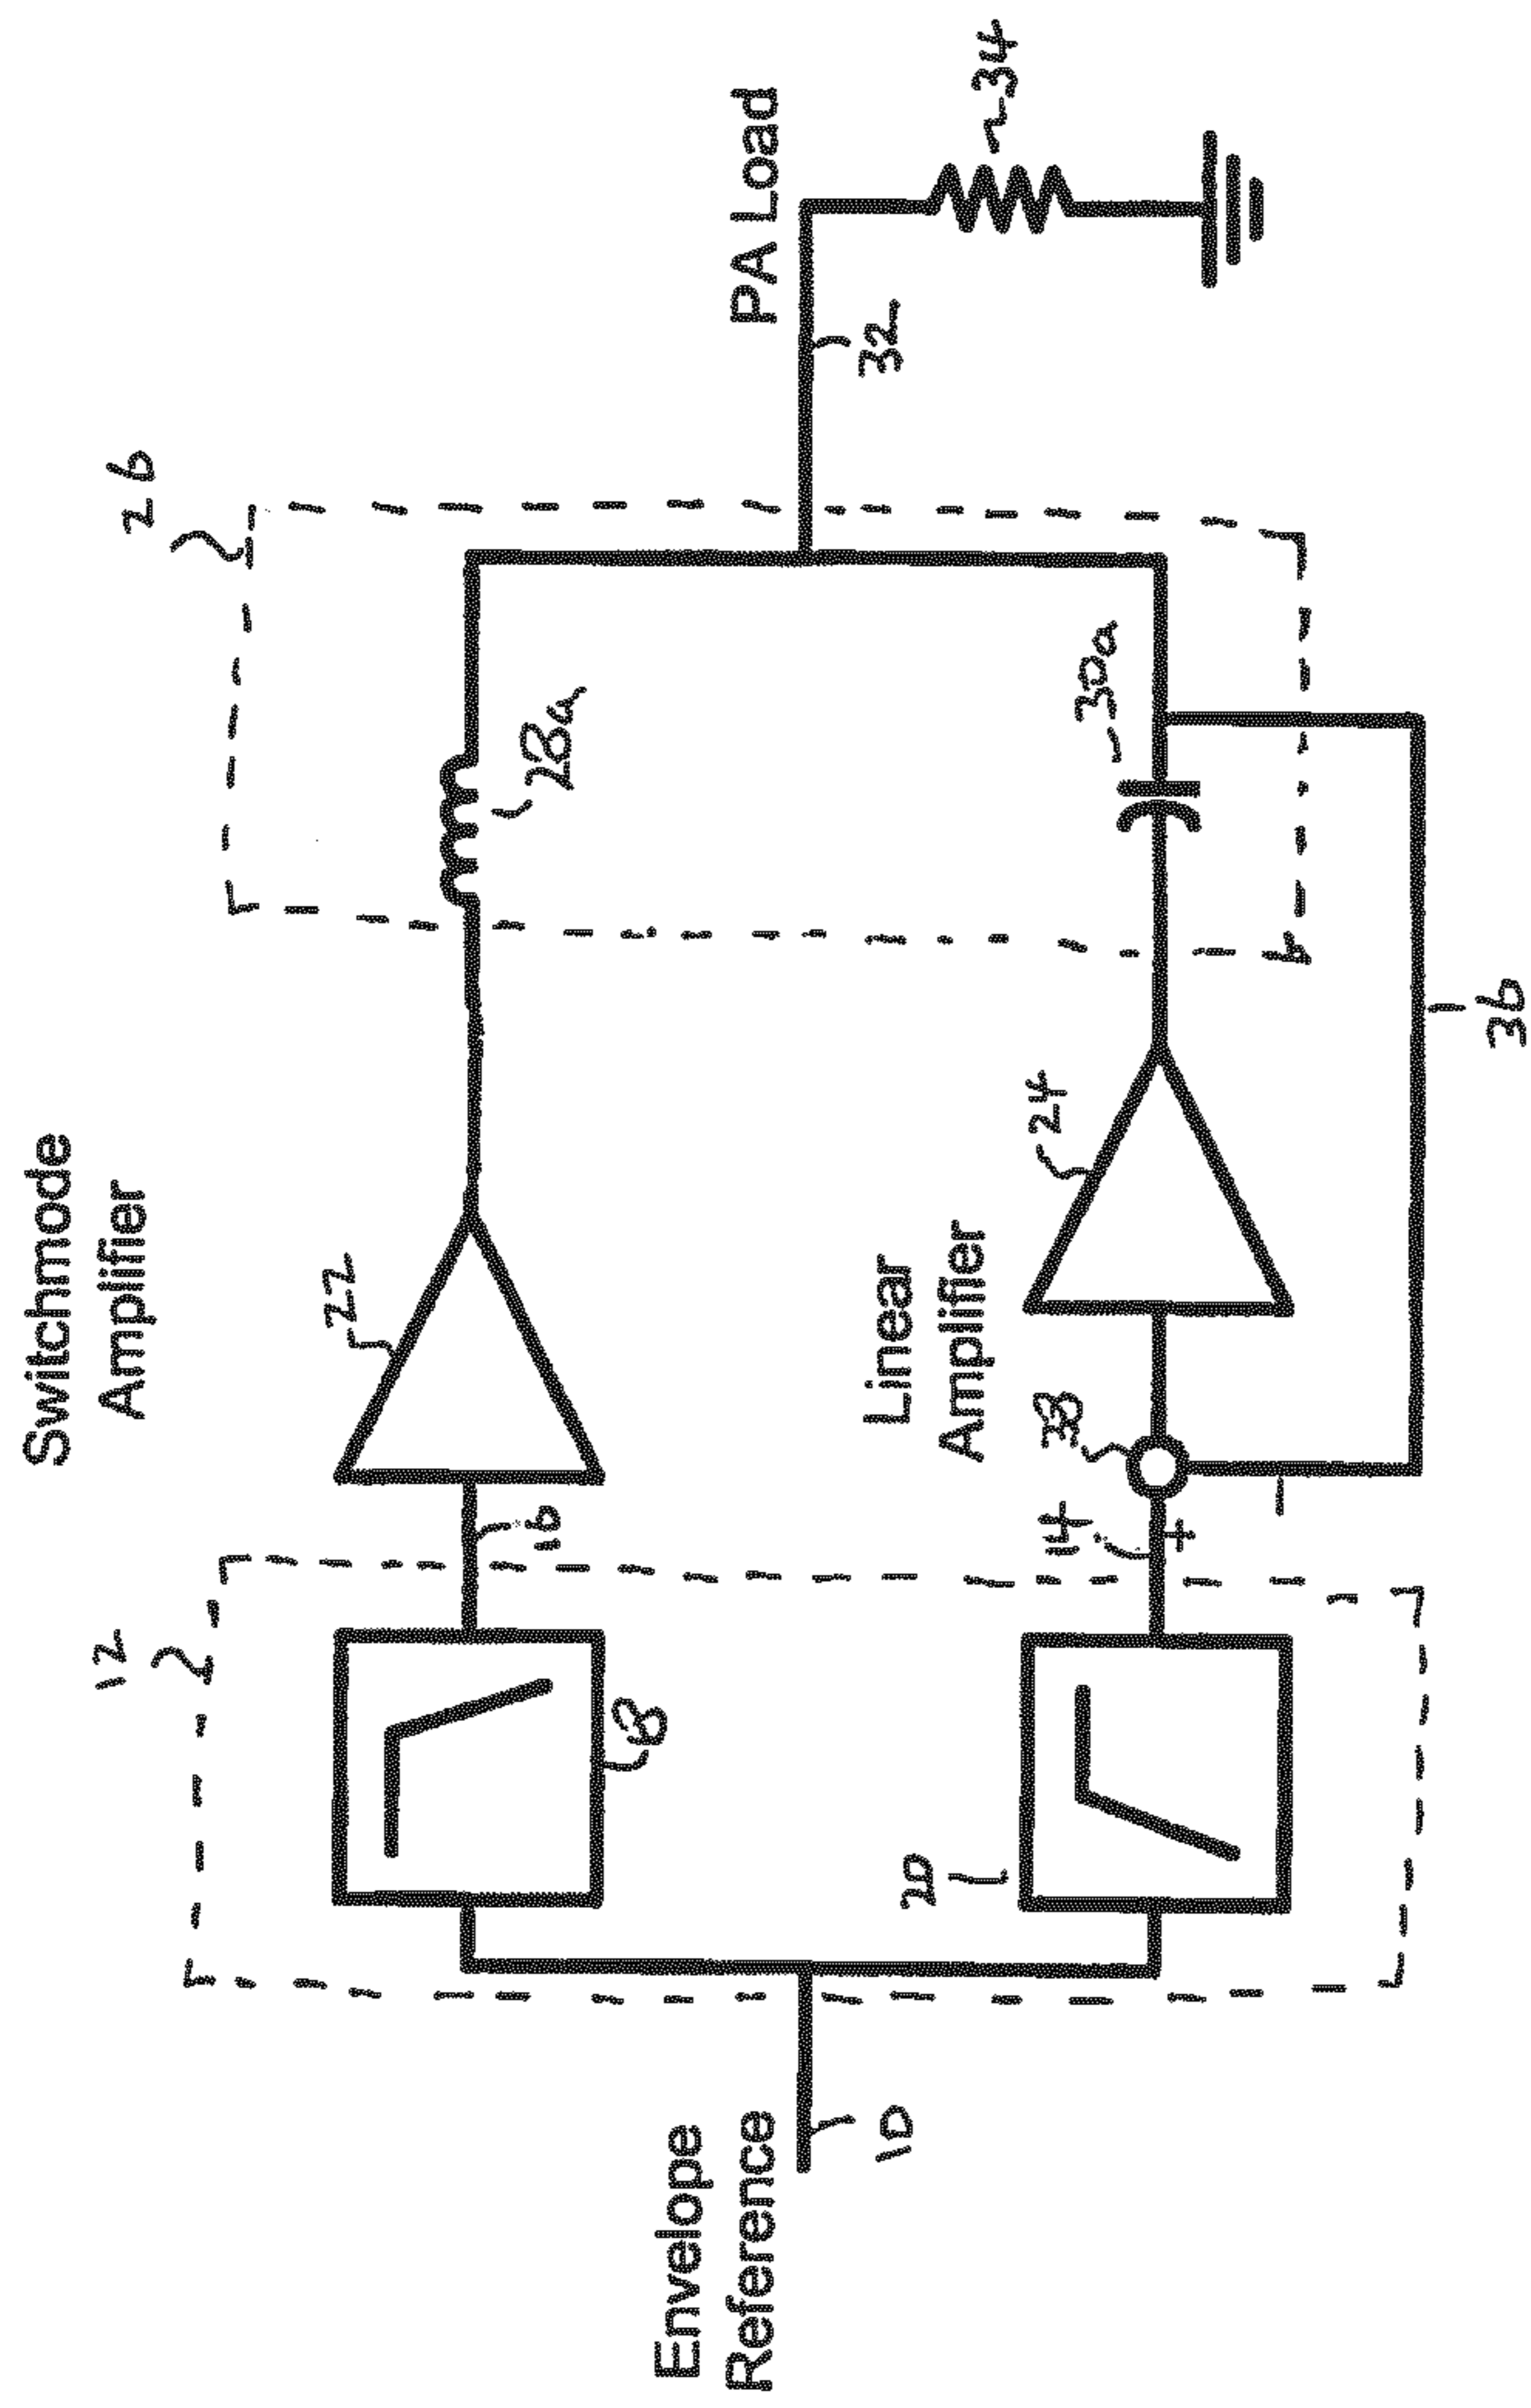 Switchmode
Amplifier
12
22
26
16
18
28a
Envelope
Reference
10
PA Load
32
34
Linear
Amplifier
20
14
+
38
24
30a
−
36